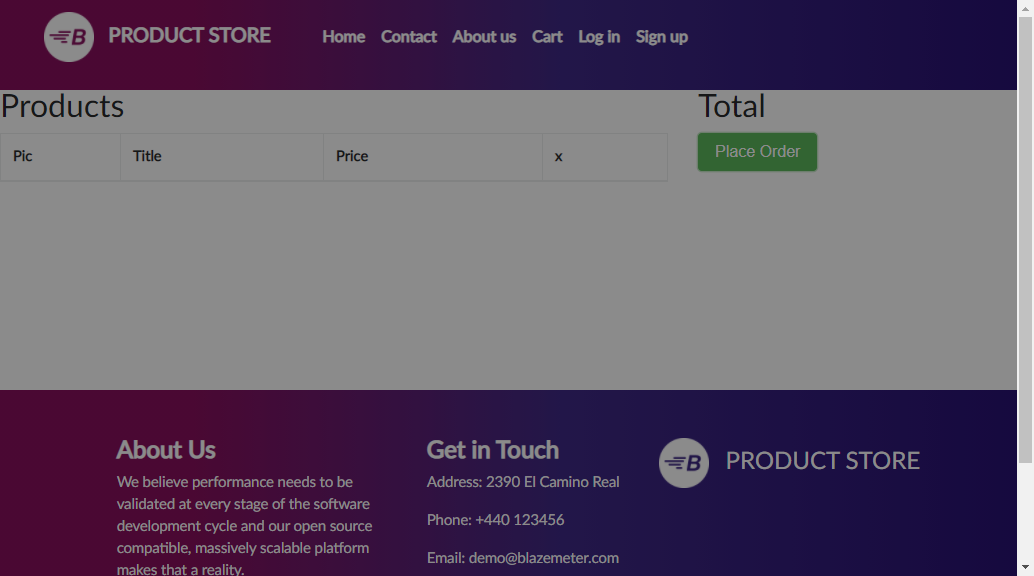 B PRODUCT STORE Home Contact About us Cart Log in Sign up
Products
Pic Title Price x
Total
Place Order
About Us
We believe performance needs to be
validated at every stage of the software
development cycle and our open source
compatible, massively scalable platform
makes that a reality.
Get in Touch
Address: 2390 El Camino Real
Phone: +440 123456
Email: demo@blazemeter.com
B PRODUCT STORE